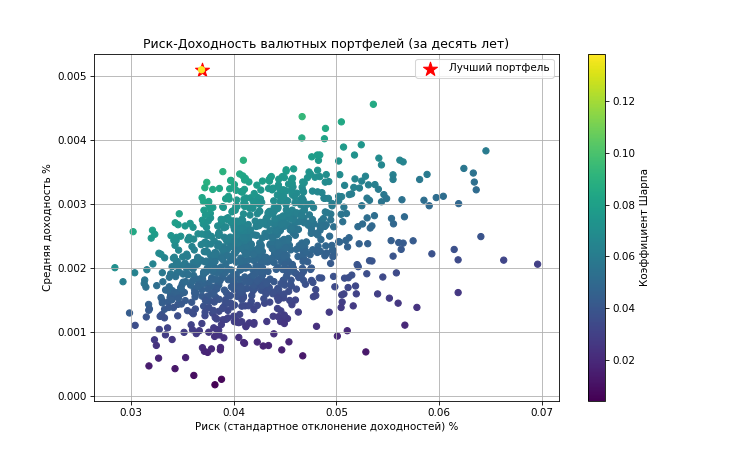 Риск-Доходность валютных портфелей (за десять лет)
Лучший портфель
Средняя доходность %
0.005
0.004
0.003
0.002
0.001
0.000
0.03 0.04 0.05 0.06 0.07
Риск (стандартное отклонение доходностей) %
0.12
0.10
0.08
0.06
0.04
0.02
Коэффициент Шарпа